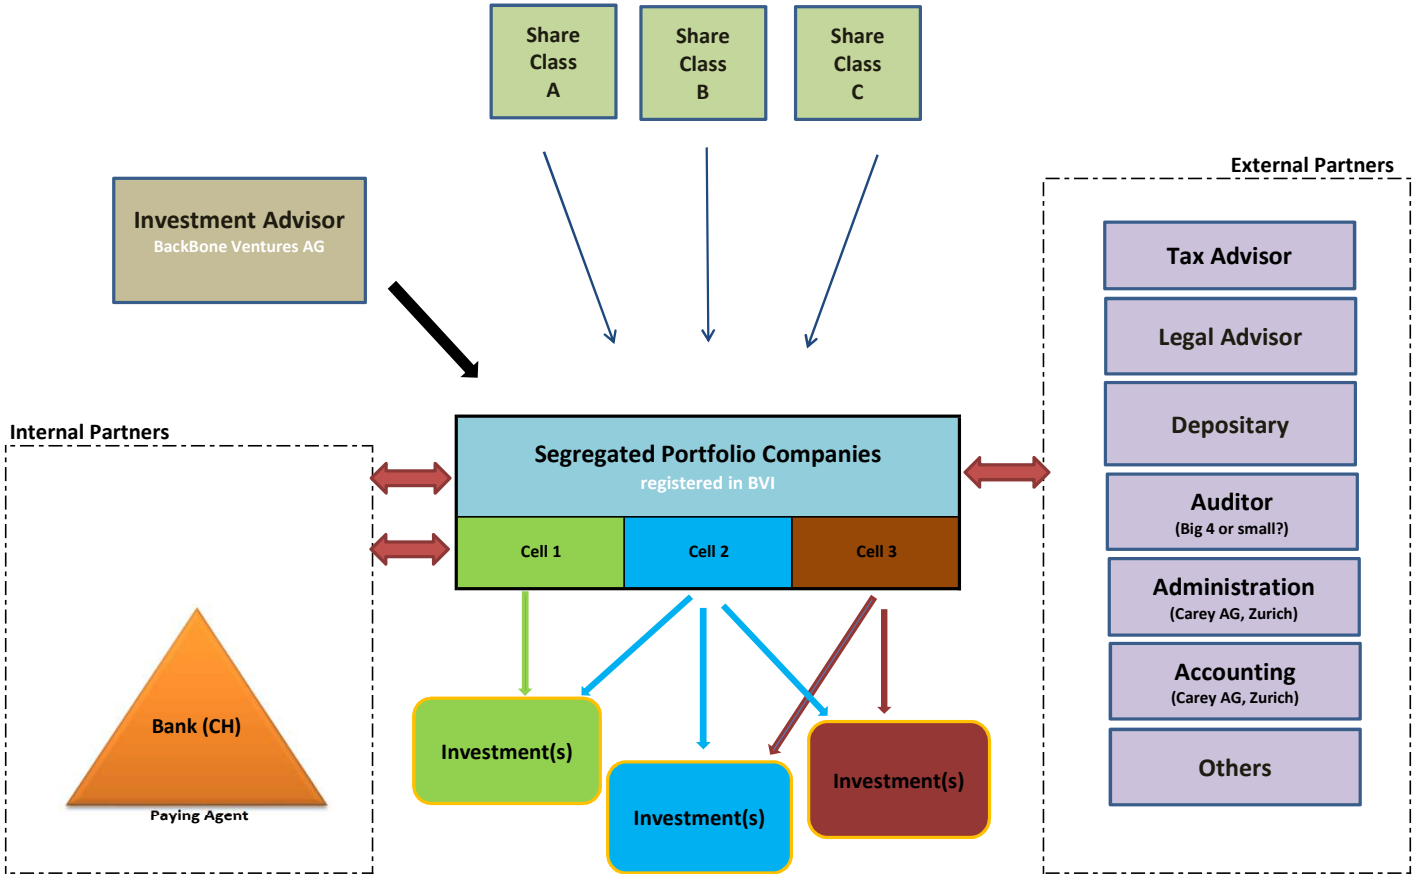 Share
Class
A
Share
Class
B
Share
Class
C
External Partners
Investment Advisor
BackBone Ventures AG
Tax Advisor
Legal Advisor
Depositary
Auditor
(Big 4 or small?)
Administration
(Carey AG, Zurich)
Accounting
(Carey AG, Zurich)
Others
Internal Partners
Segregated Portfolio Companies
registered in BVI
Cell 1
Cell 2
Cell 3
Bank (CH)
Paying Agent
Investment(s)
Investment(s)
Investment(s)